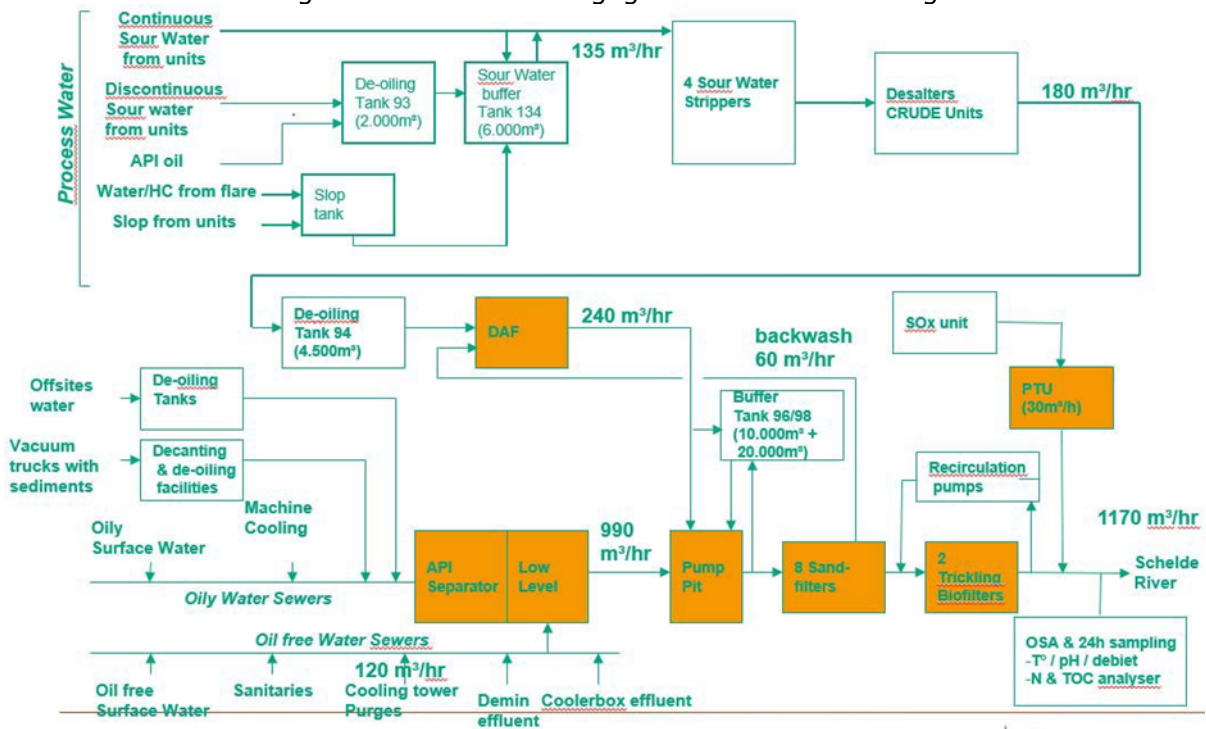 Continuous
Sour Water
from units
135 m³/hr
Discontinuous
Sour water
from units
De-oiling
Tank 93
(2.000m³)
Sour Water
buffer
Tank 134
(6.000m³)
4 Sour Water
Strippers
Desalters
CRUDE Units
180 m³/hr
Process Water
API oil
Water/HC from flare
Slop from units
Slop
tank
De-oiling
Tank 94
(4.500m³)
DAF
240 m³/hr
backwash
60 m³/hr
SOx unit
PTU
(30m³/h)
Offsites
water
De-oiling
Tanks
Buffer
Tank 96/98
(10.000m³ +
20.000m³)
Vacuum
trucks with
sediments
Decanting
& de-oiling
facilities
Recirculation
pumps
Machine
Cooling
Oily
Surface Water
990
m³/hr
1170 m³/hr
API
Separator
Low
Level
Pump
Pit
8 Sand-
filters
2
Trickling
Biofilters
Schelde
River
Oily Water Sewers
Oil free Water Sewers
120 m³/hr
Oil free
Surface Water
Sanitaries
Cooling tower
Purges
Demin
effluent
Coolerbox effluent
OSA & 24h sampling
-T° / pH / debiet
-N & TOC analyser